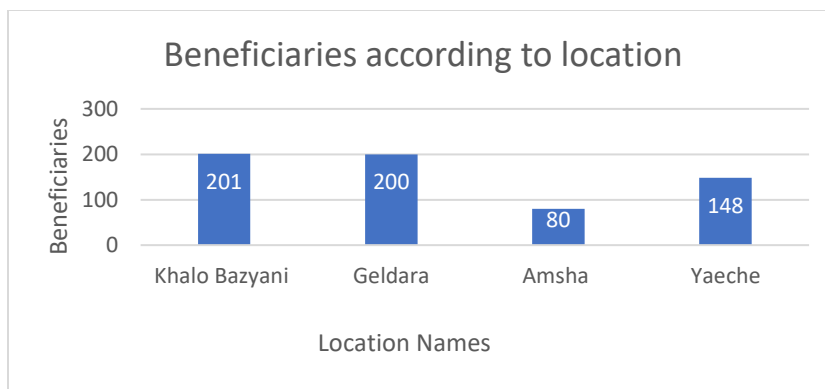 Beneficiaries according to location
Beneficiaries
300
200
100
0
201
200
80
148
Khalo Bazyani
Geldara
Amsha
Yaeche
Location Names